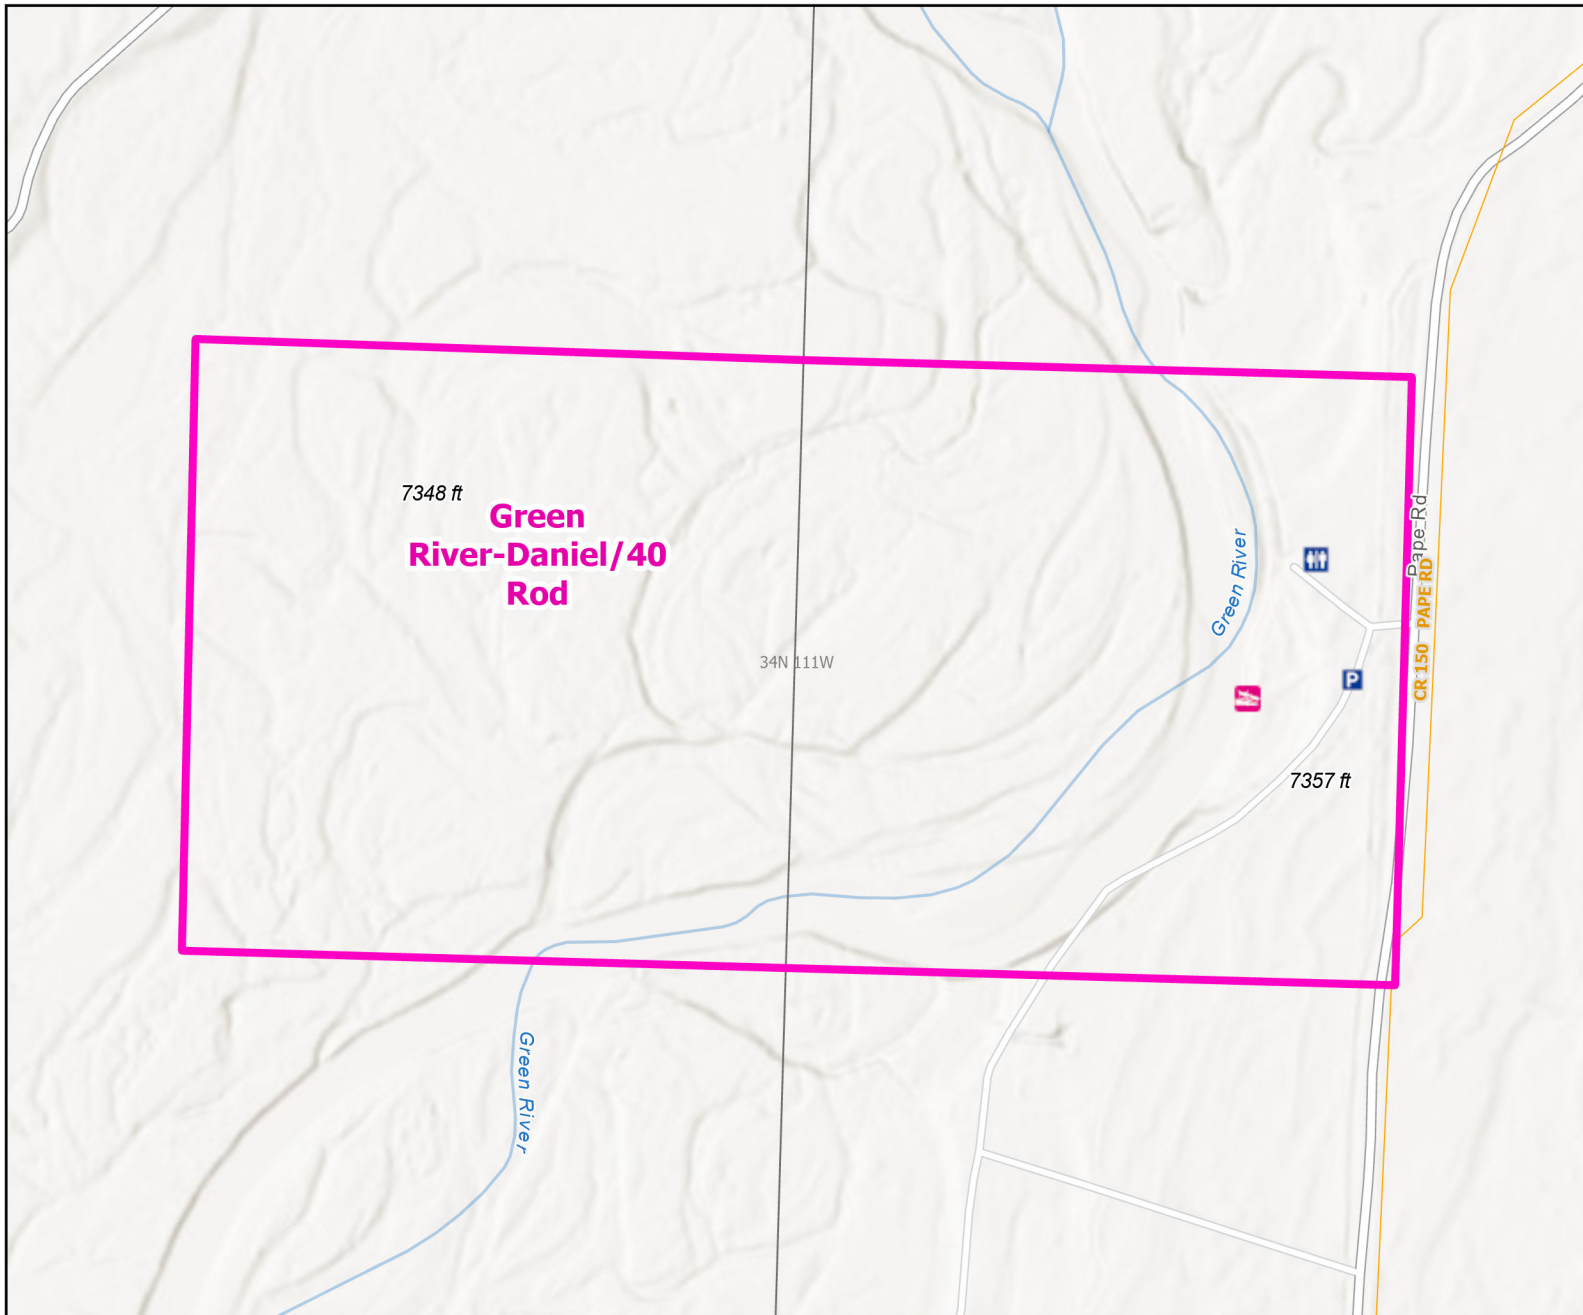 7348 ft
Green
River-Daniel/40
Rod
Green River
Pape Rd
CR 150 PAPE RD
34N 111W
P
7357 ft
Green River